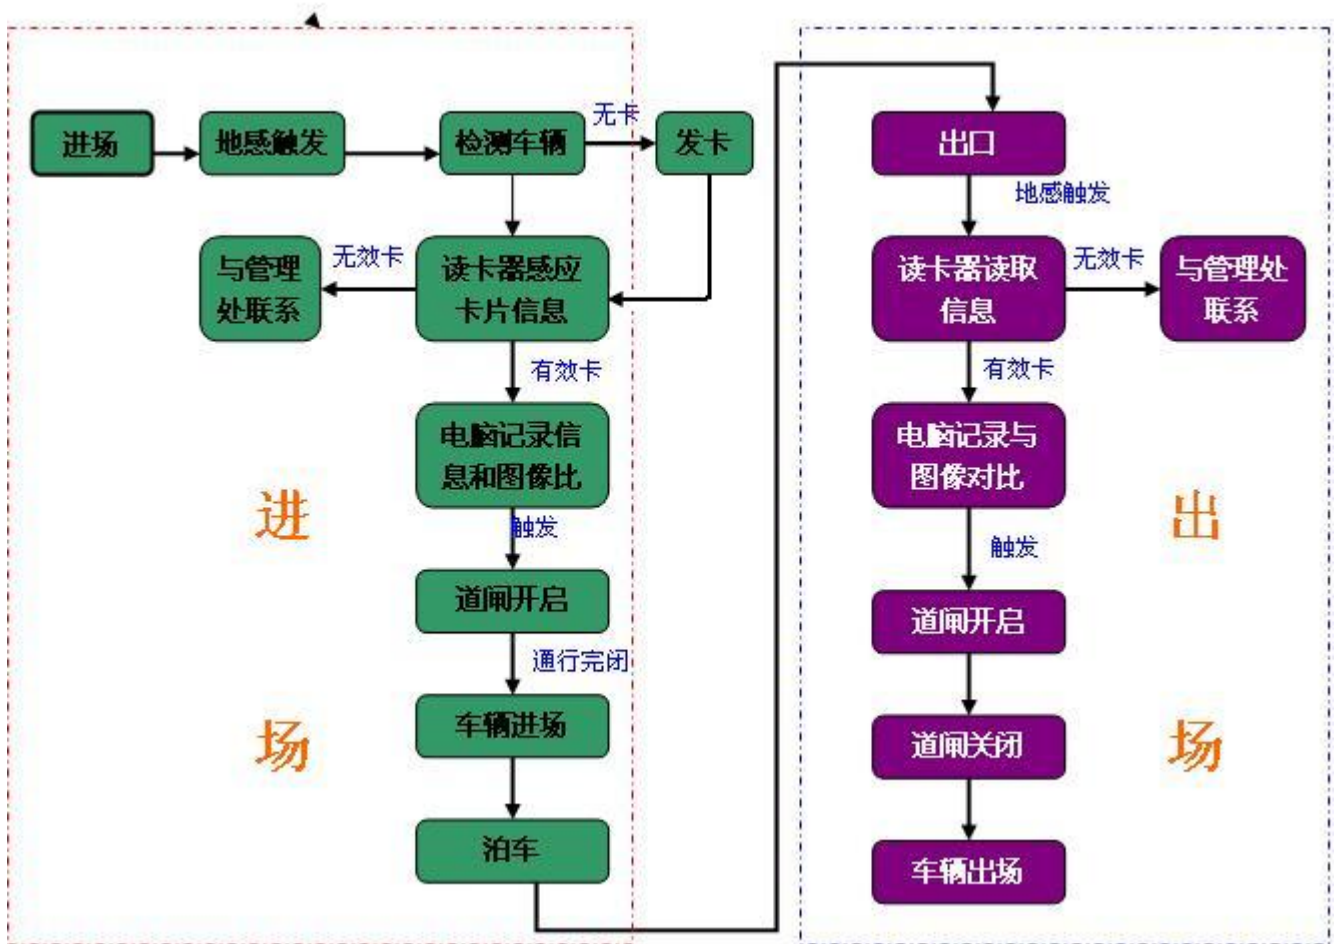 进场
地感触发
检测车辆
无卡
发卡
与管理
处联系
无效卡
读卡器感应
卡片信息
有效卡
电脑记录信
息和图像比
触发
道闸开启
通行完闭
车辆进场
泊车
进
场
出口
地感触发
读卡器读取
信息
无效卡
与管理处
联系
有效卡
电脑记录与
图像对比
触发
道闸开启
道闸关闭
车辆出场
出
场